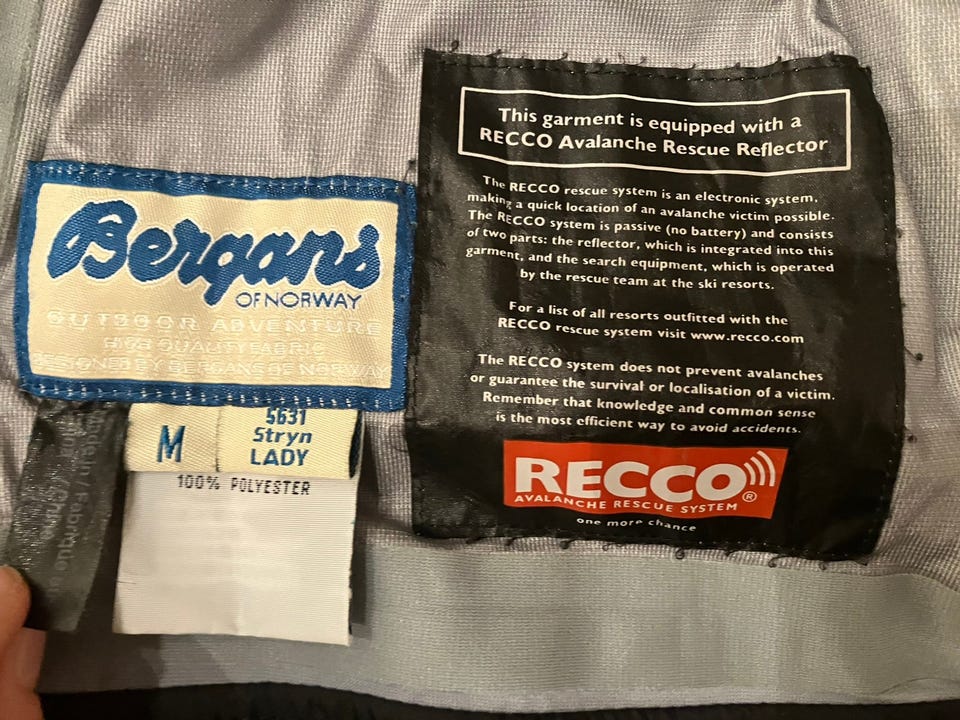 Bergans
OF NORWAY
OUTDOOR ADVENTURE
HIGH QUALITY FABRIC
DESIGNED BY BERGANS OF NORWAY
M
5631
Stryn
LADY
100% POLYESTER
This garment is equipped with a
RECCO Avalanche Rescue Reflector
The RECCO rescue system is an electronic system,
making a quick location of an avalanche victim possible.
The RECCO system is passive (no battery) and consists
of two parts: the reflector, which is integrated into this
garment, and the search equipment, which is operated
by the rescue team at the ski resorts.
For a list of all resorts outfitted with the
RECCO rescue system visit www.recco.com
The RECCO system does not prevent avalanches
or guarantee the survival or localisation of a victim.
Remember that knowledge and common sense
is the most efficient way to avoid accidents.
RECCO®
AVALANCHE RESCUE SYSTEM
one more chance